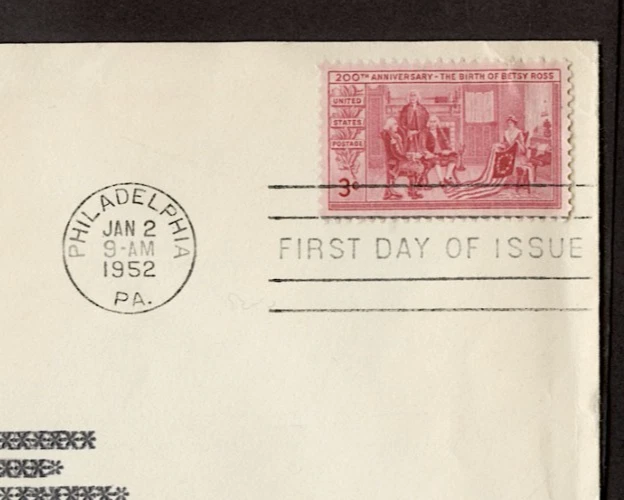 200TH ANNIVERSARY - THE BIRTH OF BETSY ROSS
UNITED
STATES
POSTAGE
3¢
PHILADELPHIA
JAN 2
9-AM
1952
PA.
FIRST DAY OF ISSUE